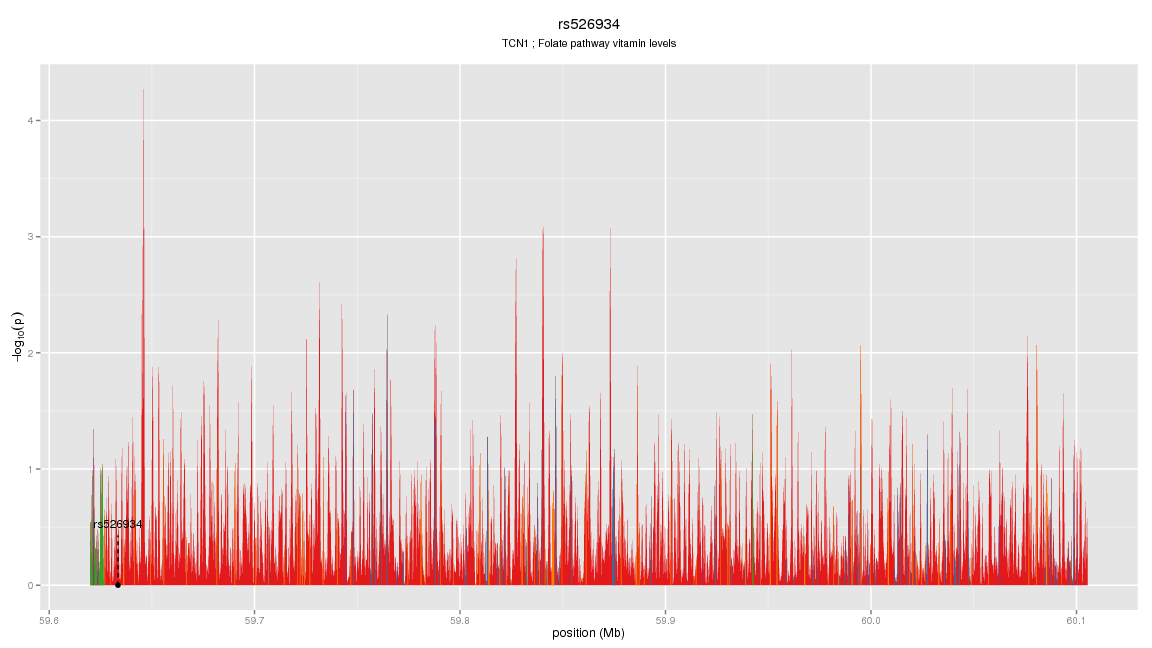 rs526934
TCN1 ; Folate pathway vitamin levels
−log10(p)
4
3
2
1
0
rs526934
59.6 59.7 59.8 59.9 60.0 60.1
position (Mb)